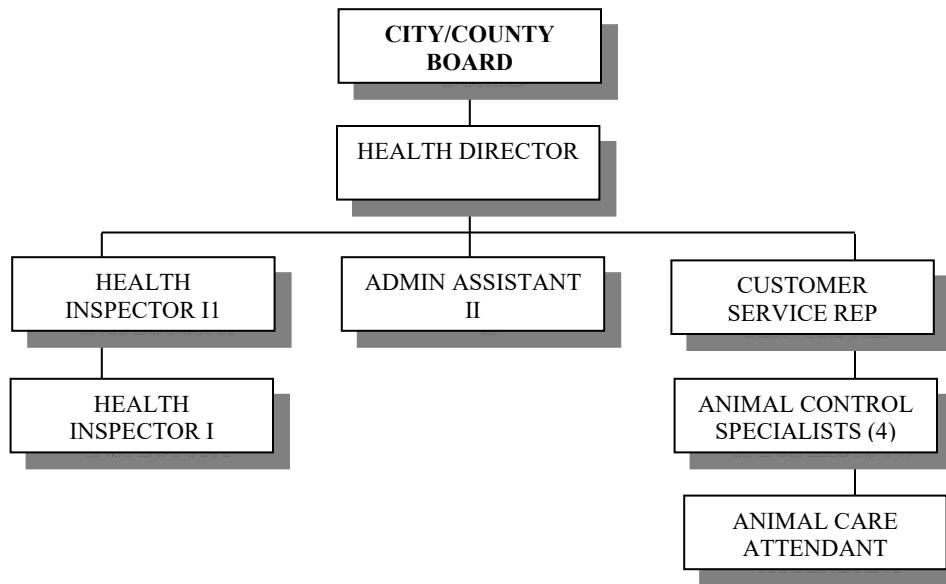 CITY/COUNTY
BOARD
HEALTH DIRECTOR
HEALTH
INSPECTOR I1
ADMIN ASSISTANT
II
CUSTOMER
SERVICE REP
HEALTH
INSPECTOR I
ANIMAL CONTROL
SPECIALISTS (4)
ANIMAL CARE
ATTENDANT